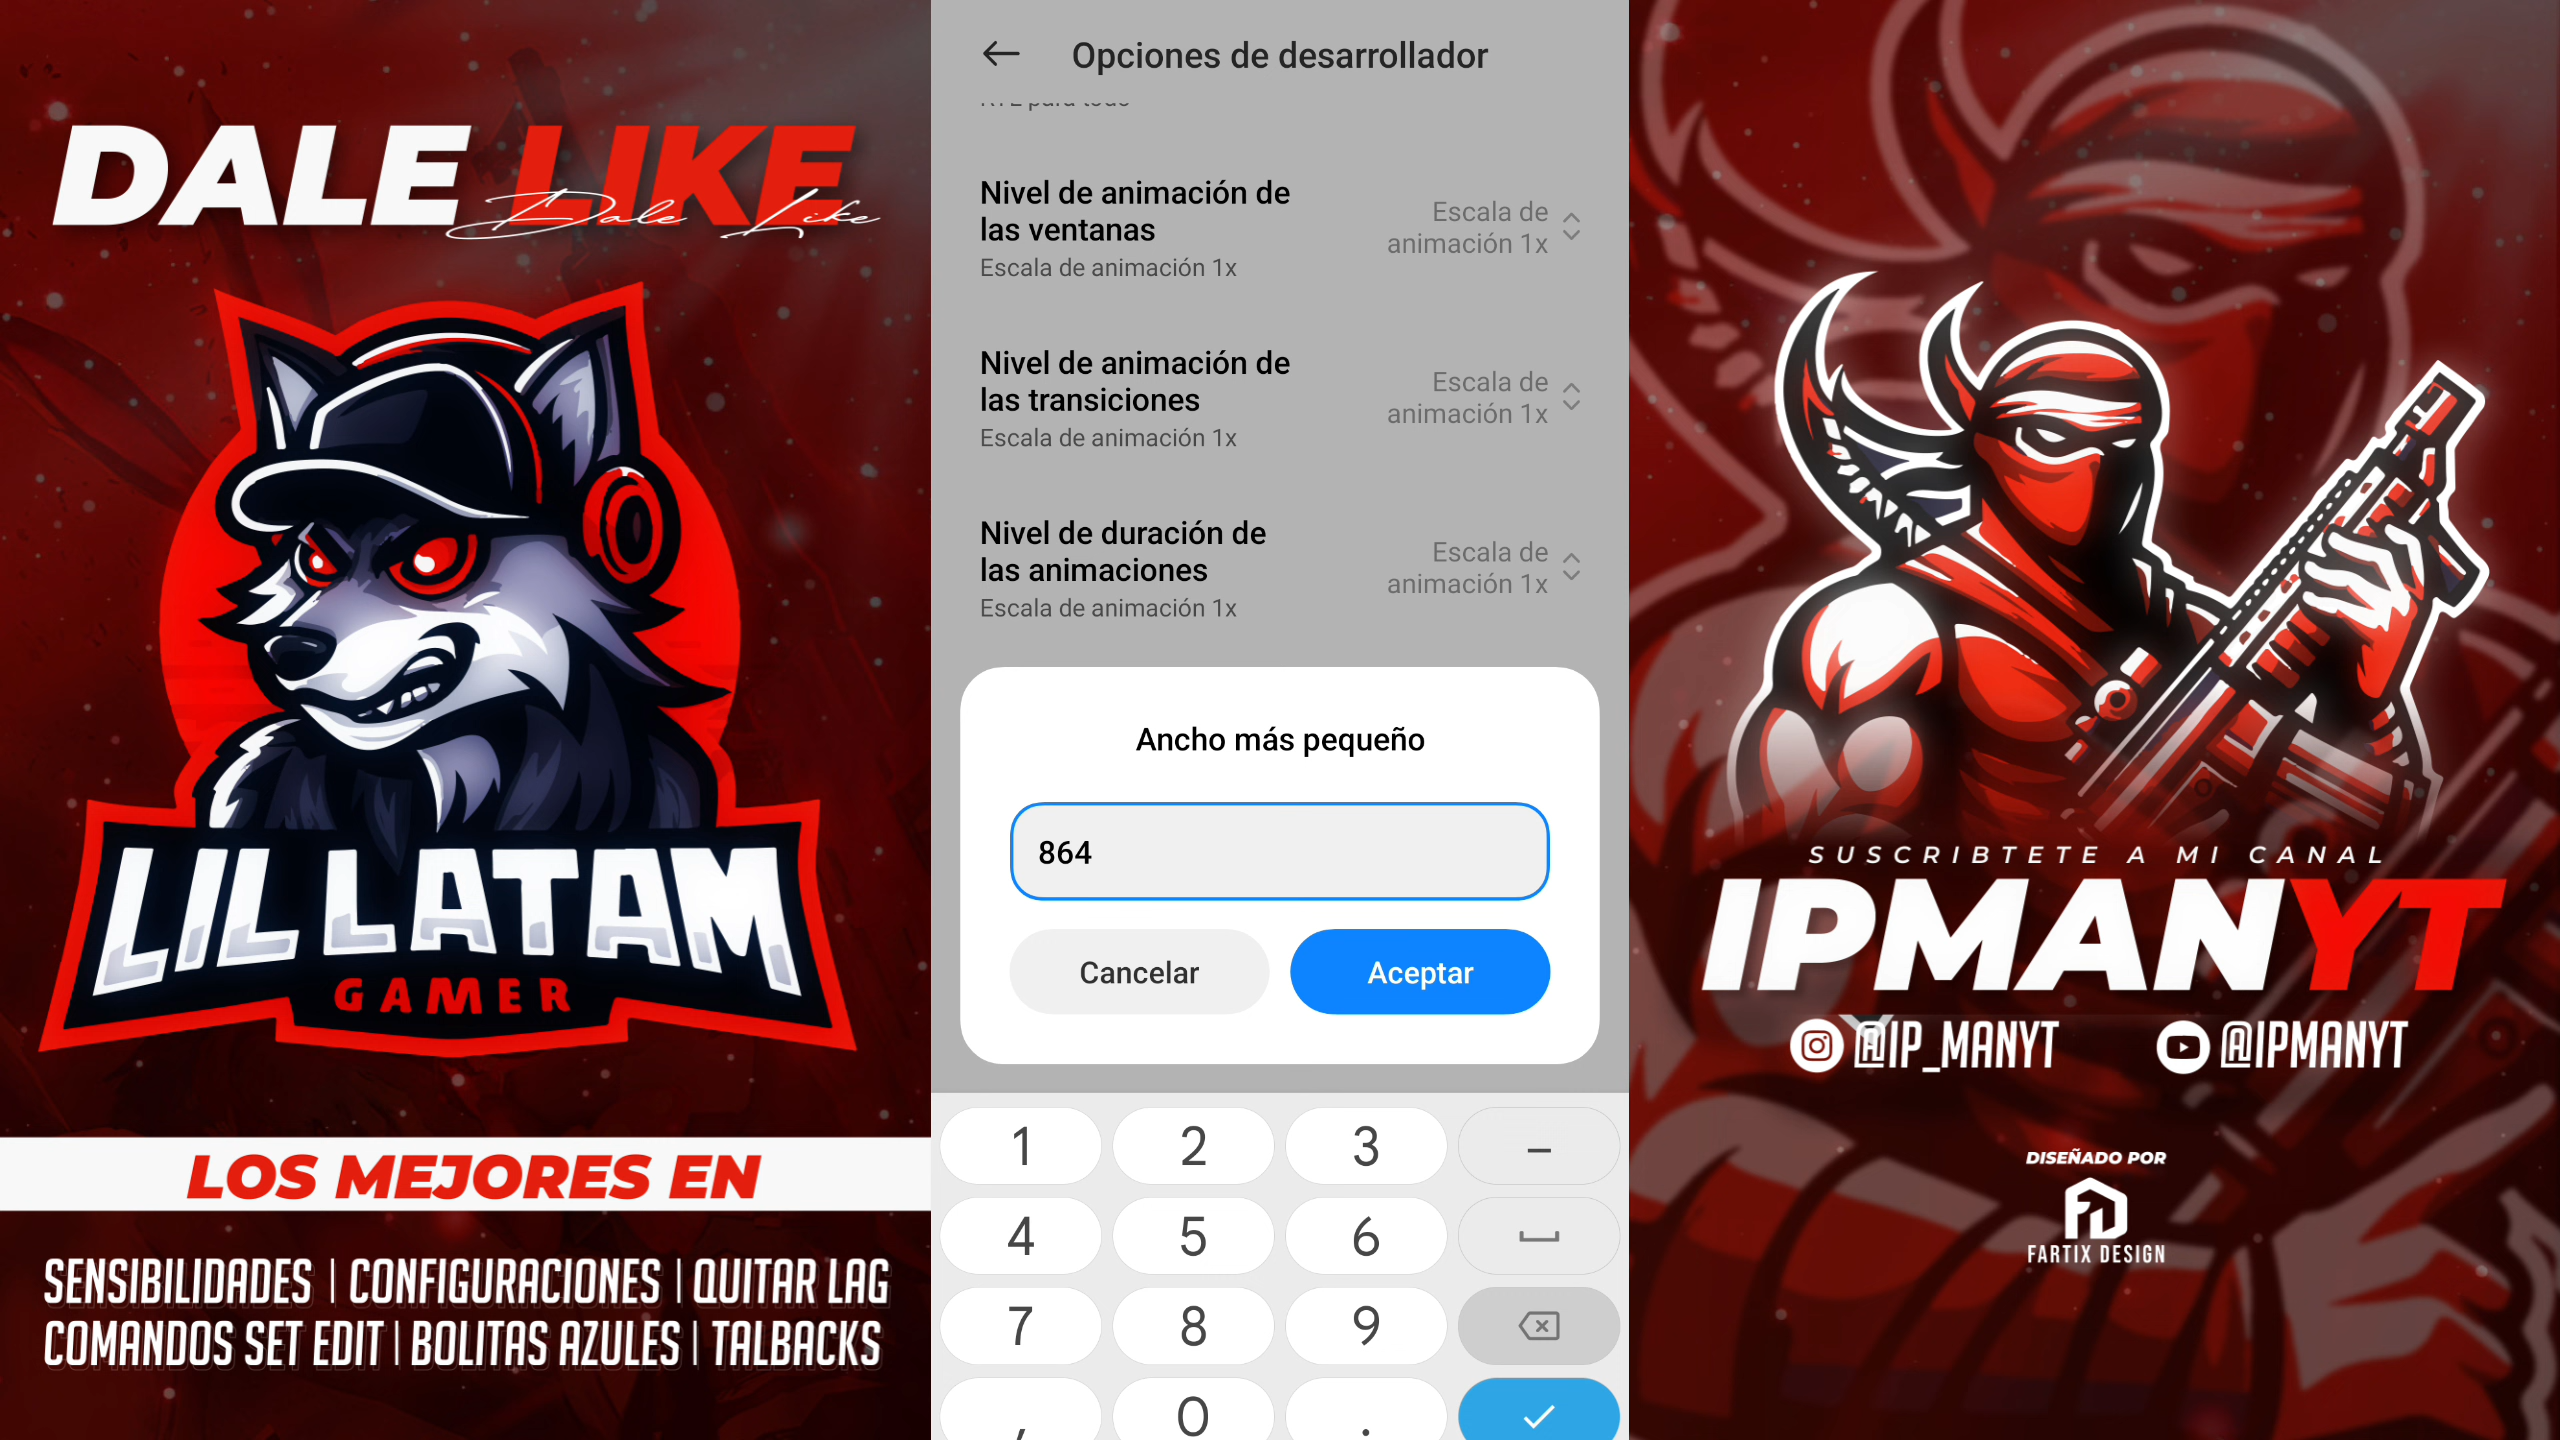 DALE LIKE
Dale Like
LIL LATAM
GAMER
LOS MEJORES EN
SENSIBILIDADES | CONFIGURACIONES | QUITAR LAG
COMANDOS SET EDIT | BOLITAS AZULES | TALBACKS
Opciones de desarrollador
Nivel de animación de
las ventanas
Escala de animación 1x
Escala de
animación 1x
Nivel de animación de
las transiciones
Escala de animación 1x
Escala de
animación 1x
Nivel de duración de
las animaciones
Escala de animación 1x
Escala de
animación 1x
Ancho más pequeño
864
Cancelar
Aceptar
1 2 3 –
4 5 6
7 8 9
, 0 .
SUSCRIBTETE A MI CANAL
IPMANYT
@IP_MANYT @IPMANYT
DISEÑADO POR
FD
FARTIX DESIGN